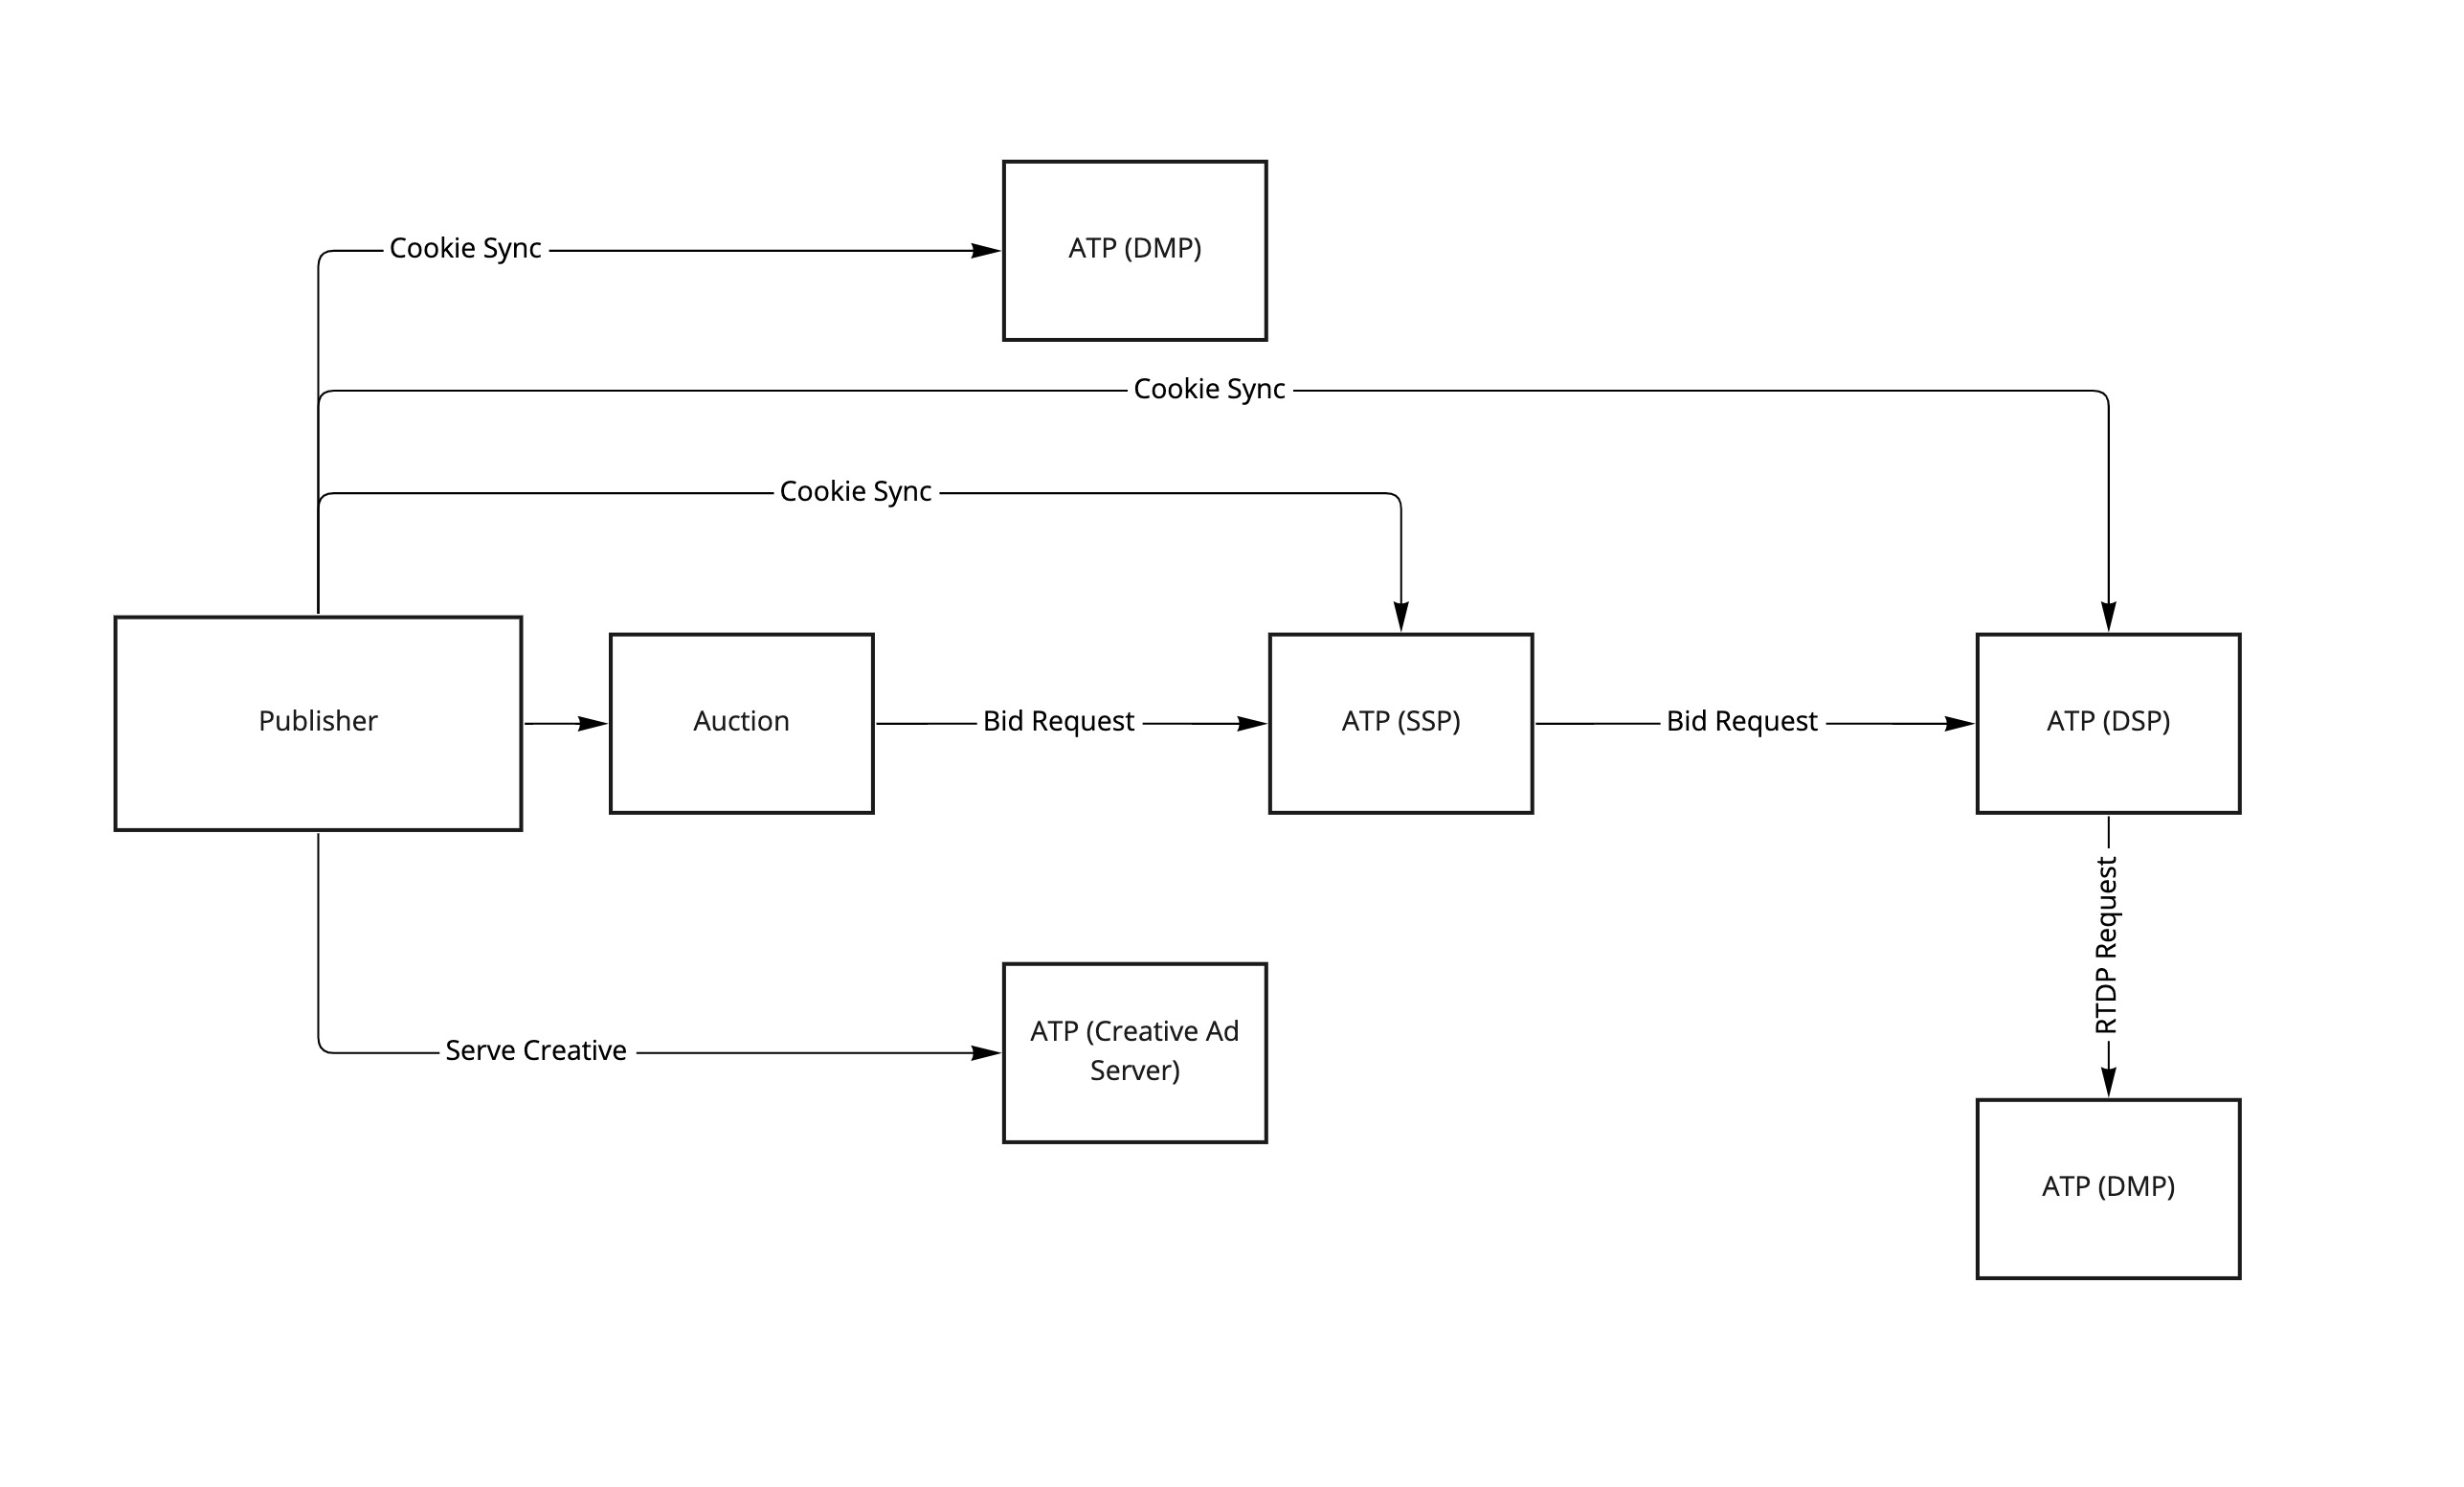 Cookie Sync
ATP (DMP)
Cookie Sync
Cookie Sync
Publisher
Auction
Bid Request
ATP (SSP)
Bid Request
ATP (DSP)
RTDP Request
Serve Creative
ATP (Creative Ad
Server)
ATP (DMP)